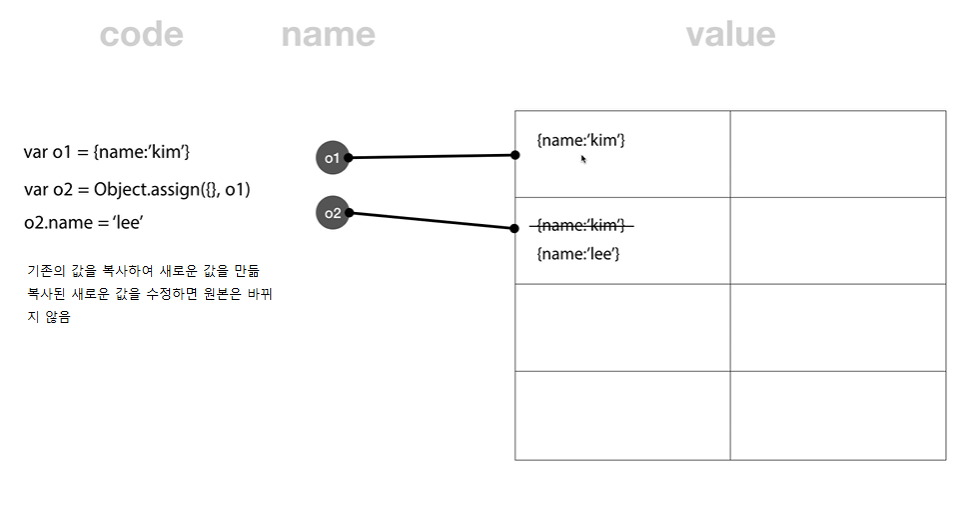 code name value
var o1 = {name:’kim’}
var o2 = Object.assign({}, o1)
o2.name = ‘lee’
기존의 값을 복사하여 새로운 값을 만듦
복사된 새로운 값을 수정하면 원본은 바뀌
지 않음
o1
o2
{name:’kim’}
{name:’kim’}
{name:’lee’}